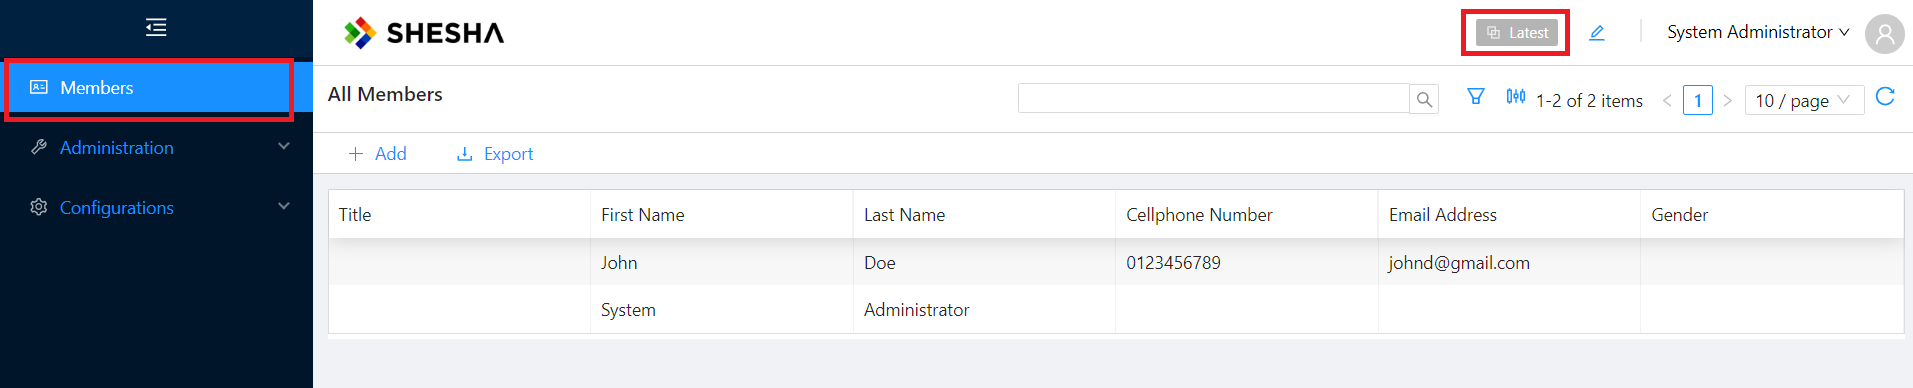 SHESHA
Latest
System Administrator
Members
Administration
Configurations
All Members
1-2 of 2 items
1
10 / page
Add
Export
Title First Name Last Name Cellphone Number Email Address Gender
John Doe 0123456789 johnd@gmail.com
System Administrator